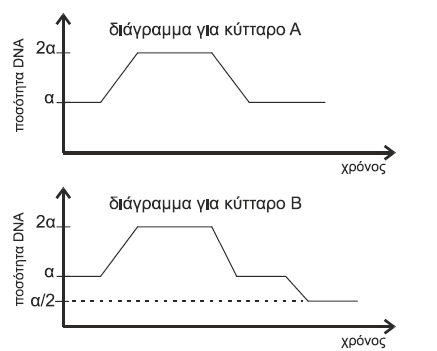 διάγραμμα για κύτταρο Α
ποσότητα DNA
2α
α
χρόνος
διάγραμμα για κύτταρο Β
ποσότητα DNA
2α
α
α/2
χρόνος